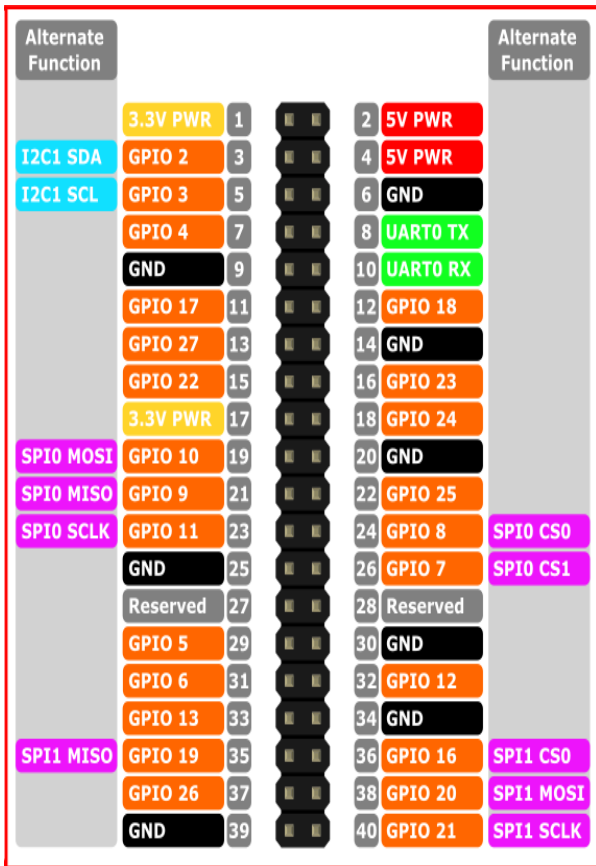 Alternate Function Alternate Function
3.3V PWR 1 2 5V PWR
I2C1 SDA GPIO 2 3 4 5V PWR
I2C1 SCL GPIO 3 5 6 GND
GPIO 4 7 8 UART0 TX
GND 9 10 UART0 RX
GPIO 17 11 12 GPIO 18
GPIO 27 13 14 GND
GPIO 22 15 16 GPIO 23
3.3V PWR 17 18 GPIO 24
SPI0 MOSI GPIO 10 19 20 GND
SPI0 MISO GPIO 9 21 22 GPIO 25
SPI0 SCLK GPIO 11 23 24 GPIO 8 SPI0 CS0
GND 25 26 GPIO 7 SPI0 CS1
Reserved 27 28 Reserved
GPIO 5 29 30 GND
GPIO 6 31 32 GPIO 12
GPIO 13 33 34 GND
SPI1 MISO GPIO 19 35 36 GPIO 16 SPI1 CS0
GPIO 26 37 38 GPIO 20 SPI1 MOSI
GND 39 40 GPIO 21 SPI1 SCLK